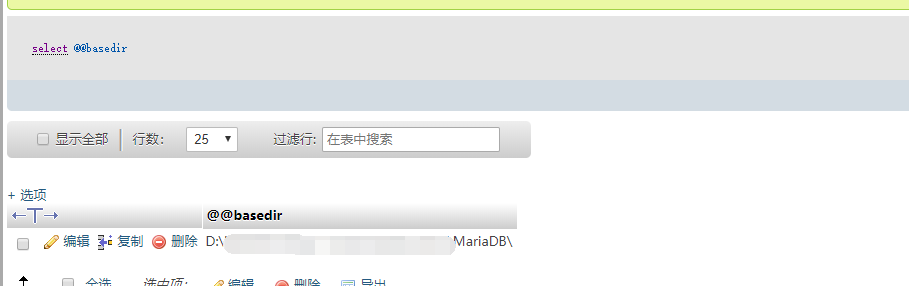 select @@basedir
显示全部 行数: 25 过滤行: 在表中搜索
+ 选项
←T→ @@basedir
编辑 复制 删除 D:\ \MariaDB\
全选 选中项: 编辑 删除 导出